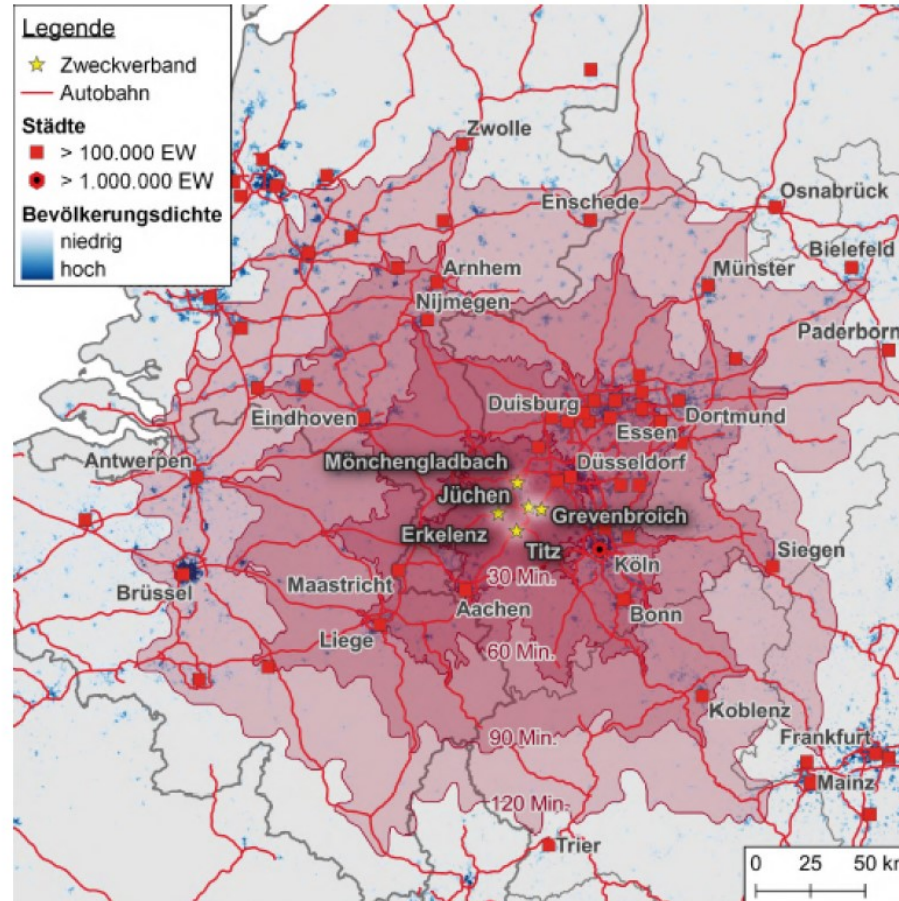 Legende
Zweckverband
Autobahn
Städte
> 100.000 EW
> 1.000.000 EW
Bevölkerungsdichte
niedrig
hoch
Zwolle
Enschede
Osnabrück
Bielefeld
Arnhem
Münster
Nijmegen
Paderborn
Duisburg
Eindhoven
Dortmund
Essen
Antwerpen
Mönchengladbach
Düsseldorf
Jüchen
Grevenbroich
Erkelenz
Titz
Köln
Siegen
30 Min.
Maastricht
Brüssel
Aachen
Bonn
Liege
60 Min.
Koblenz
90 Min.
Frankfurt
Mainz
120 Min.
Trier
0 25 50 km